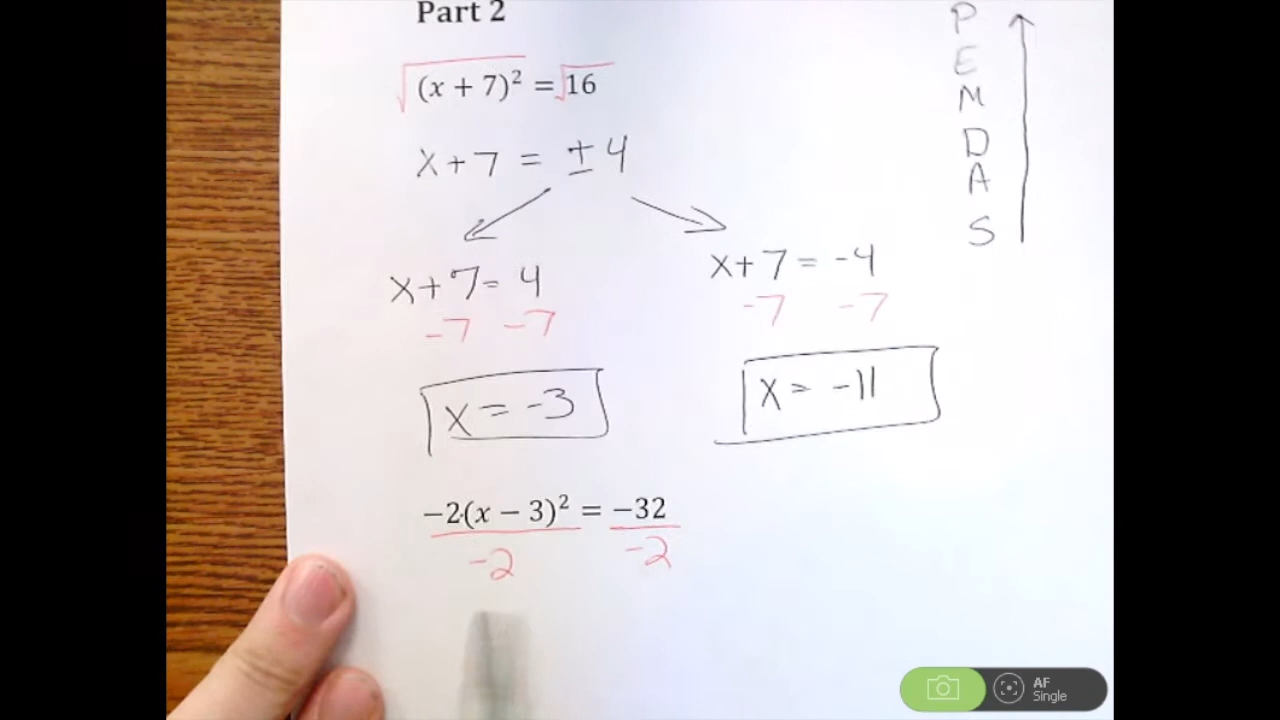 Part 2
√(x + 7)² = √16
x + 7 = ± 4
x + 7 = 4
-7 -7
x = -3
x + 7 = -4
-7 -7
x = -11
−2(x − 3)² = −32
-2 -2
P
E
M
D
A
S
AF
Single